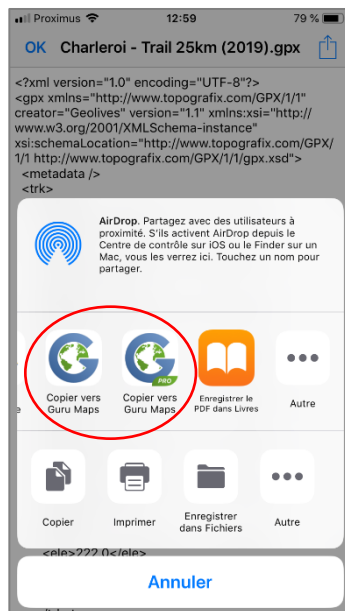 Proximus 12:59 79 %
OK Charleroi - Trail 25km (2019).gpx
<?xml version="1.0" encoding="UTF-8"?>
<gpx xmlns="http://www.topografix.com/GPX/1/1"
creator="Geolives" version="1.1" xmlns:xsi="http://
www.w3.org/2001/XMLSchema-instance"
xsi:schemaLocation="http://www.topografix.com/GPX/
1/1 http://www.topografix.com/GPX/1/1/gpx.xsd">
<metadata />
<trk>
AirDrop. Partagez avec des utilisateurs à
proximité. S'ils activent AirDrop depuis le
Centre de contrôle sur iOS ou le Finder sur un
Mac, vous les verrez ici. Touchez un nom pour
partager.
PRO
e
Copier vers
Guru Maps
Copier vers
Guru Maps
Enregistrer le
PDF dans Livres
Autre
Copier
Imprimer
Enregistrer
dans Fichiers
Autre
<ele>222.0</ele>
Annuler